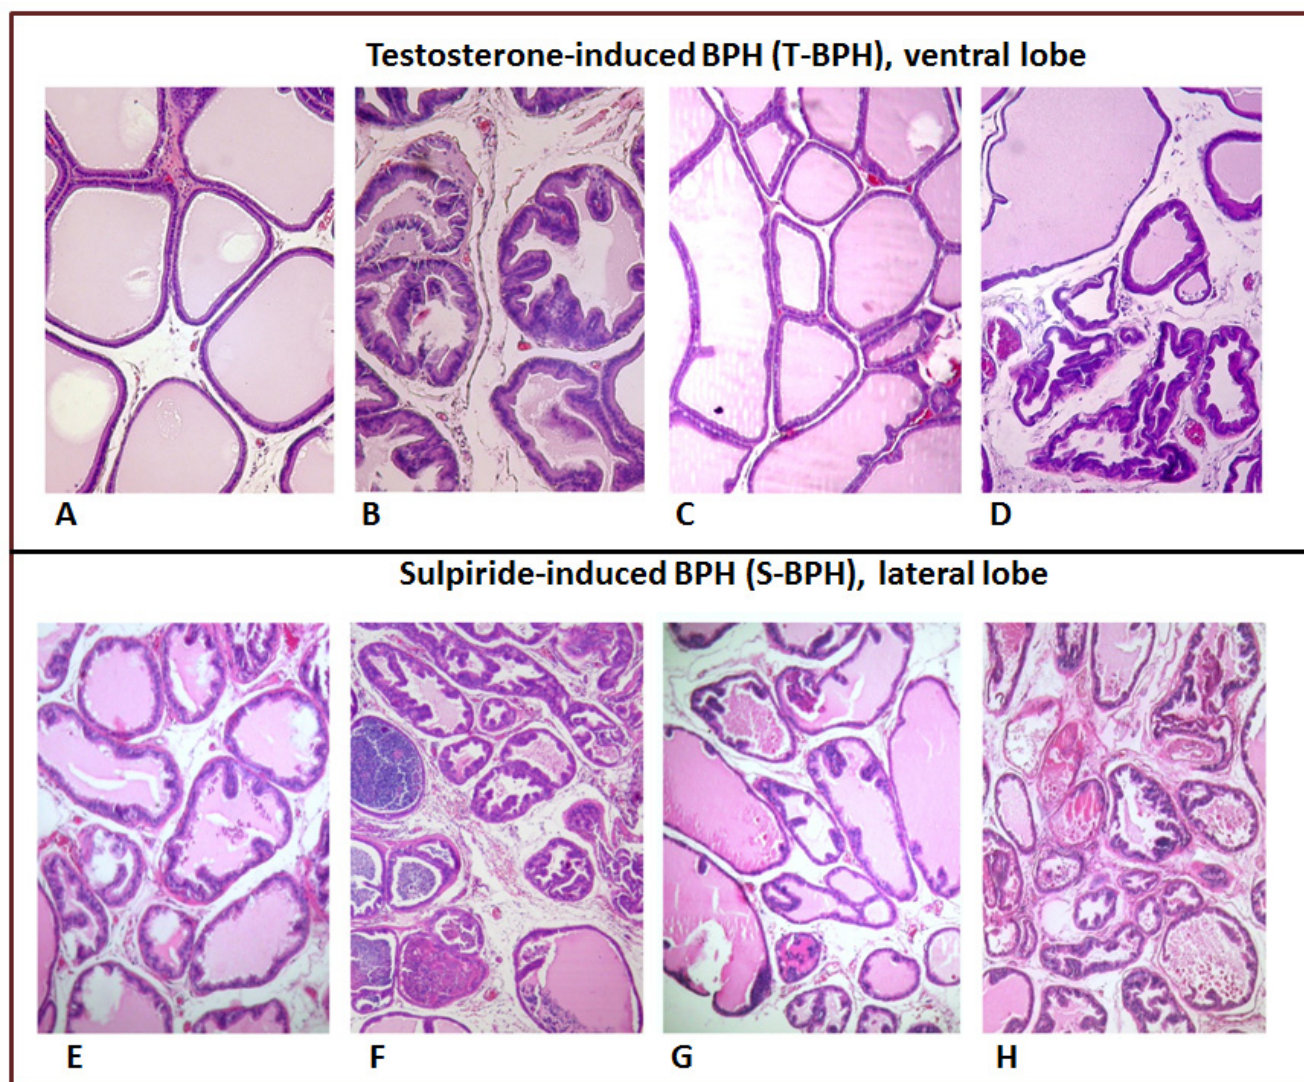 Testosterone-induced BPH (T-BPH), ventral lobe
A B C D
Sulpiride-induced BPH (S-BPH), lateral lobe
E F G H